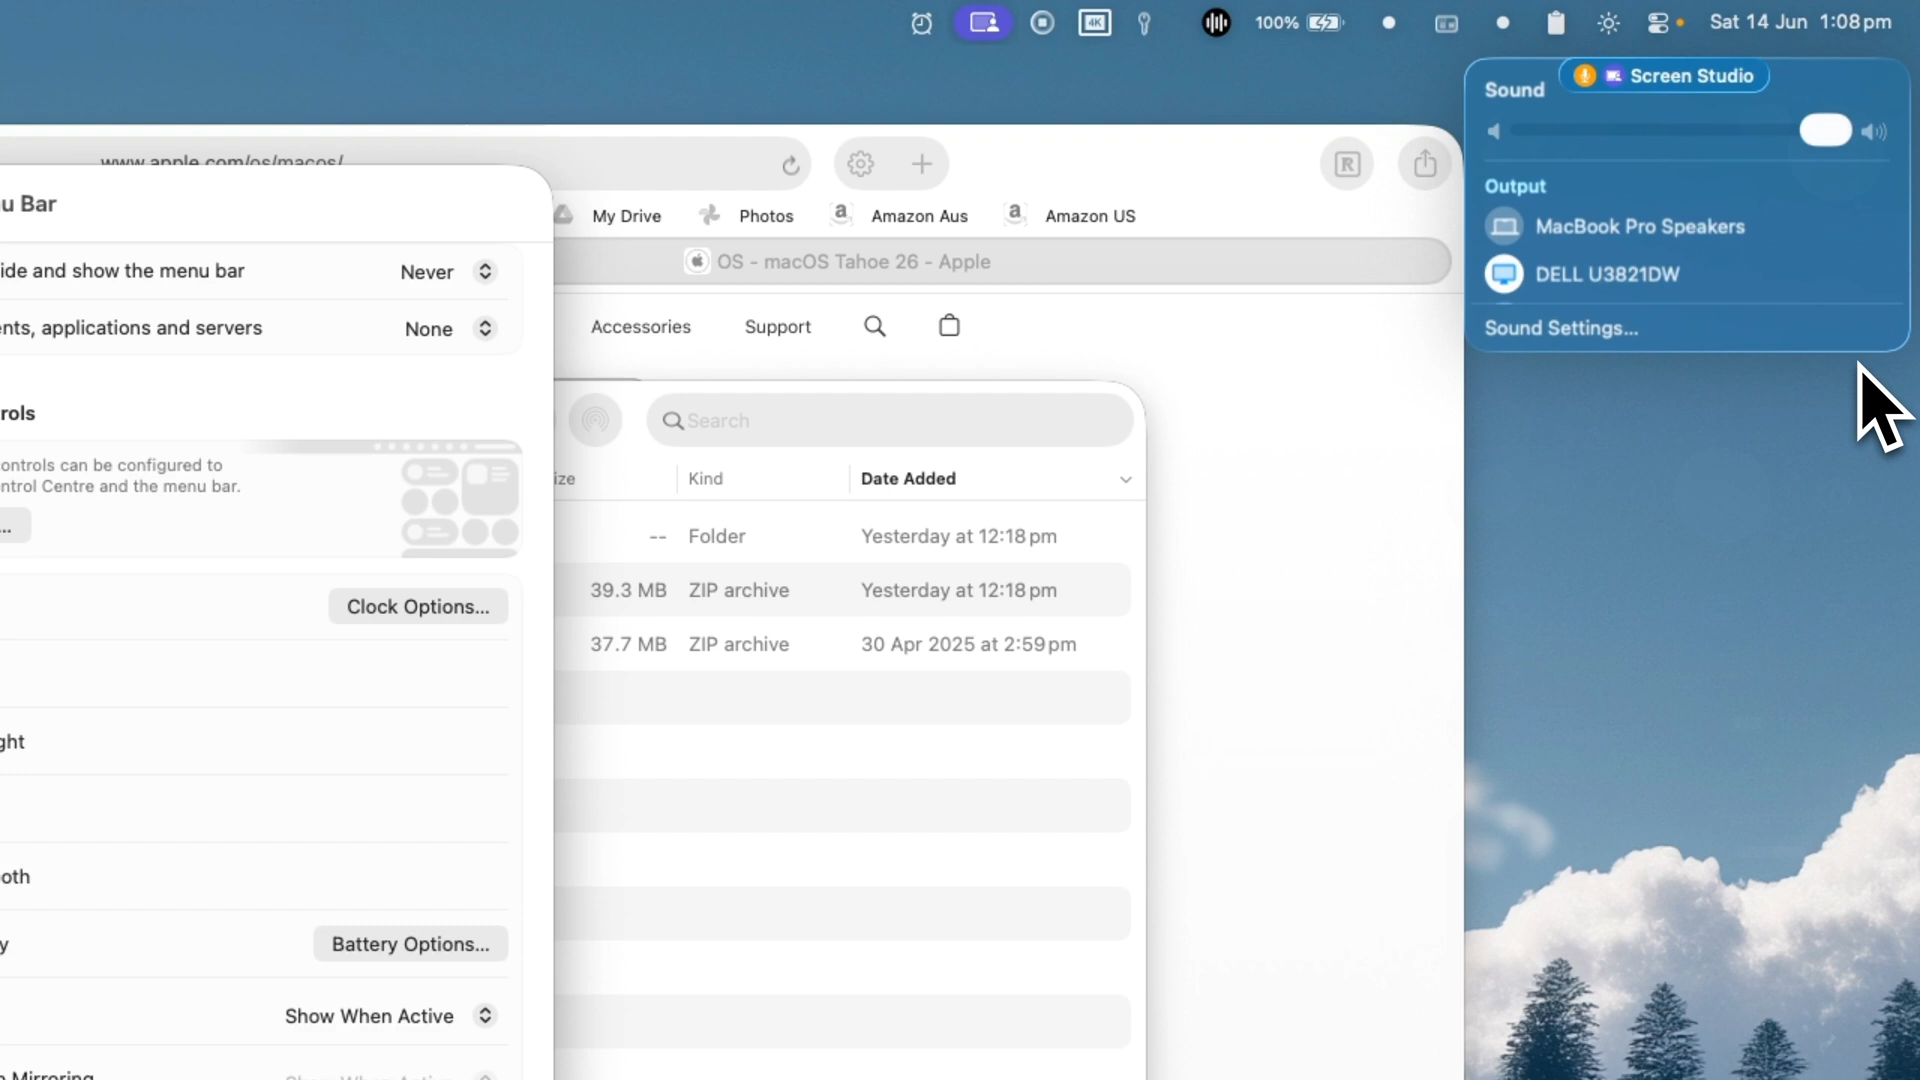 4K
100%
Sat 14 Jun 1:08 pm
Sound
Screen Studio
Output
MacBook Pro Speakers
DELL U3821DW
Sound Settings...
www.apple.com/os/macos/
R
My Drive
Photos
a
Amazon Aus
a
Amazon US
OS - macOS Tahoe 26 - Apple
Accessories
Support
u Bar
ide and show the menu bar
Never
ents, applications and servers
None
rols
ontrols can be configured to
ntrol Centre and the menu bar.
...
Clock Options...
ght
oth
y
Battery Options...
Show When Active
Mirroring
Search
ize
Kind
Date Added
--
Folder
Yesterday at 12:18 pm
39.3 MB
ZIP archive
Yesterday at 12:18 pm
37.7 MB
ZIP archive
30 Apr 2025 at 2:59 pm